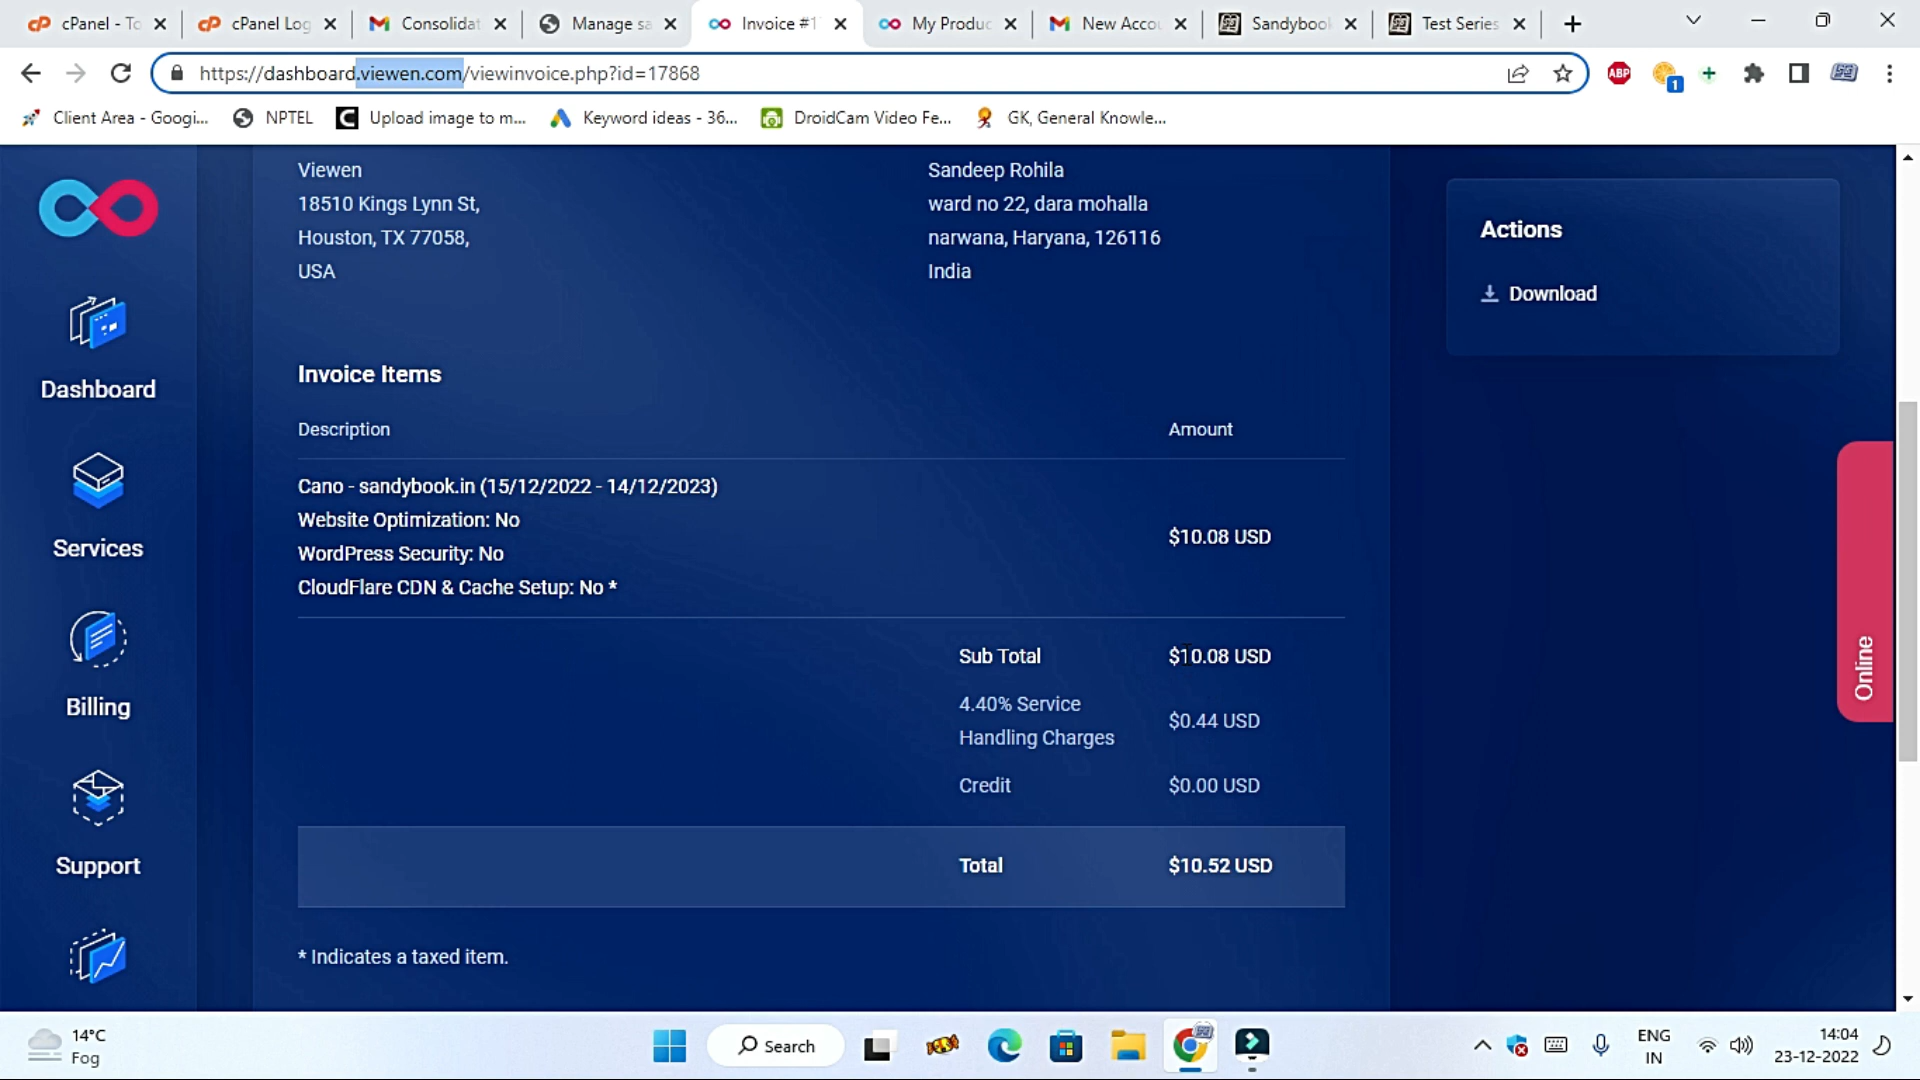 cPanel - To
cPanel Log
Consolidat
Manage sa
Invoice #1
My Produc
New Accou
Sandybook
Test Series
https://dashboard.viewen.com/viewinvoice.php?id=17868
ABP
1
Client Area - Googi...
NPTEL
Upload image to m...
Keyword ideas - 36...
DroidCam Video Fe...
GK, General Knowle...
Viewen
18510 Kings Lynn St,
Houston, TX 77058,
USA
Sandeep Rohila
ward no 22, dara mohalla
narwana, Haryana, 126116
India
Actions
Download
Dashboard
Services
Billing
Support
Invoice Items
Description
Amount
Cano - sandybook.in (15/12/2022 - 14/12/2023)
Website Optimization: No
WordPress Security: No
CloudFlare CDN & Cache Setup: No *
$10.08 USD
Sub Total
$10.08 USD
4.40% Service
Handling Charges
$0.44 USD
Credit
$0.00 USD
Total
$10.52 USD
* Indicates a taxed item.
Online
14°C
Fog
Search
ENG
IN
14:04
23-12-2022